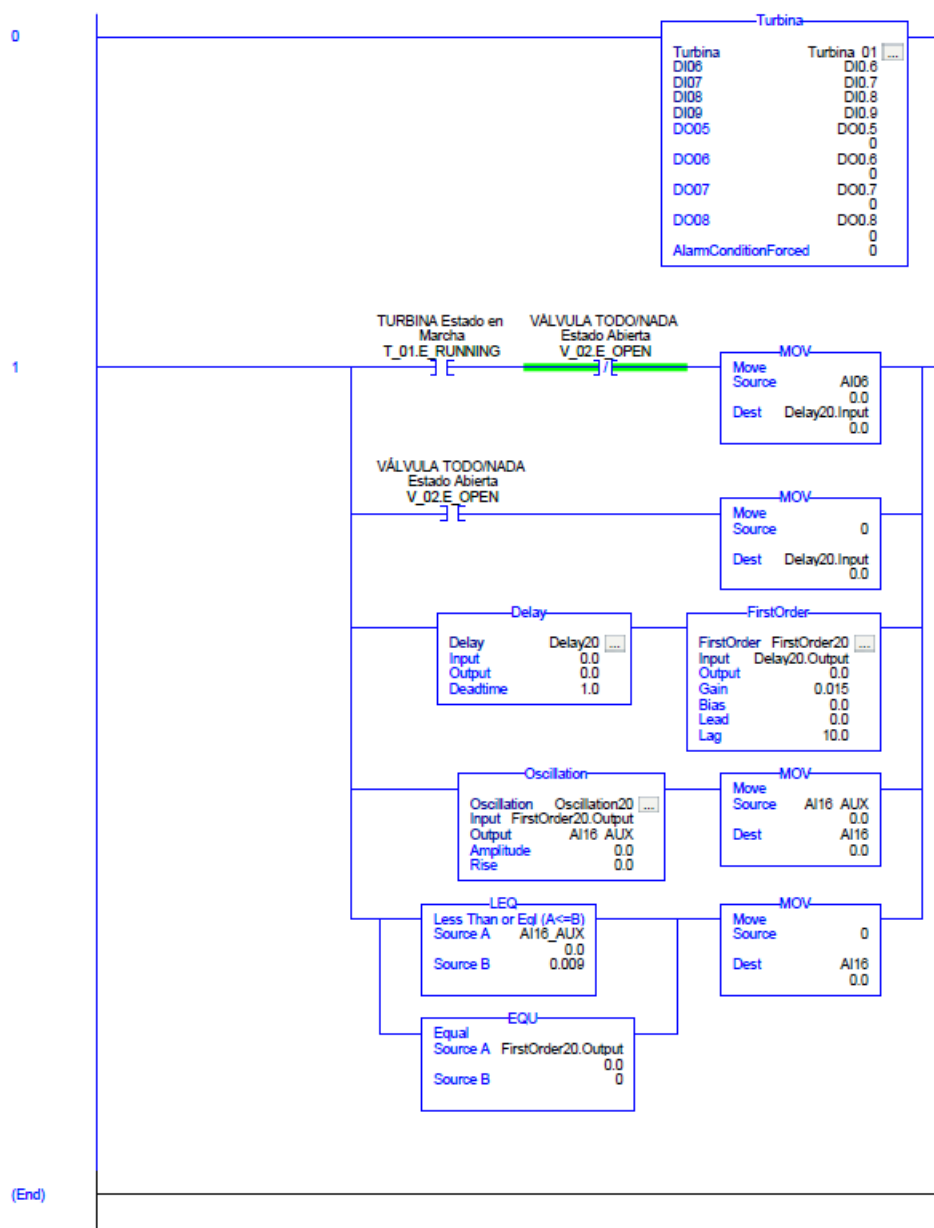 0
Turbina
Turbina Turbina_01 ...
DI06 DI0.6
DI07 DI0.7
DI08 DI0.8
DI09 DI0.9
DO05 DO0.5
0
DO06 DO0.6
0
DO07 DO0.7
0
DO08 DO0.8
0
AlarmConditionForced 0
1
TURBINA Estado en
Marcha
T_01.E_RUNNING
VÁLVULA TODO/NADA
Estado Abierta
V_02.E_OPEN
MOV
Move
Source AI06
0.0
Dest Delay20.Input
0.0
VÁLVULA TODO/NADA
Estado Abierta
V_02.E_OPEN
MOV
Move
Source 0
Dest Delay20.Input
0.0
Delay
Delay Delay20 ...
Input 0.0
Output 0.0
Deadtime 1.0
FirstOrder
FirstOrder FirstOrder20 ...
Input Delay20.Output
Output 0.0
Gain 0.015
Bias 0.0
Lead 0.0
Lag 10.0
Oscillation
Oscillation Oscillation20 ...
Input FirstOrder20.Output
Output AI16_AUX
Amplitude 0.0
Rise 0.0
MOV
Move
Source AI16_AUX
0.0
Dest AI16
0.0
LEQ
Less Than or Eql (A<=B)
Source A AI16_AUX
0.0
Source B 0.009
MOV
Move
Source 0
Dest AI16
0.0
EQU
Equal
Source A FirstOrder20.Output
0.0
Source B 0
(End)